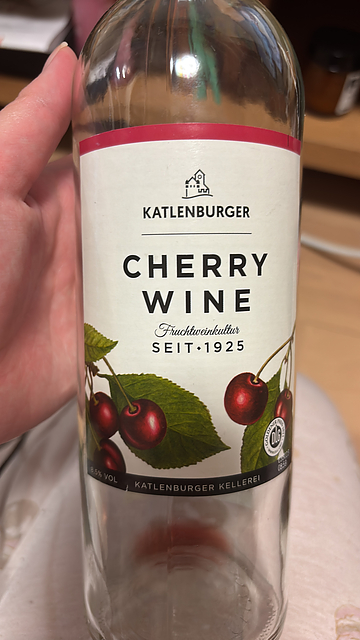 KATLENBURGER
CHERRY
WINE
Fruchtweinkultur
SEIT • 1925
KATLENBURGER KELLEREI